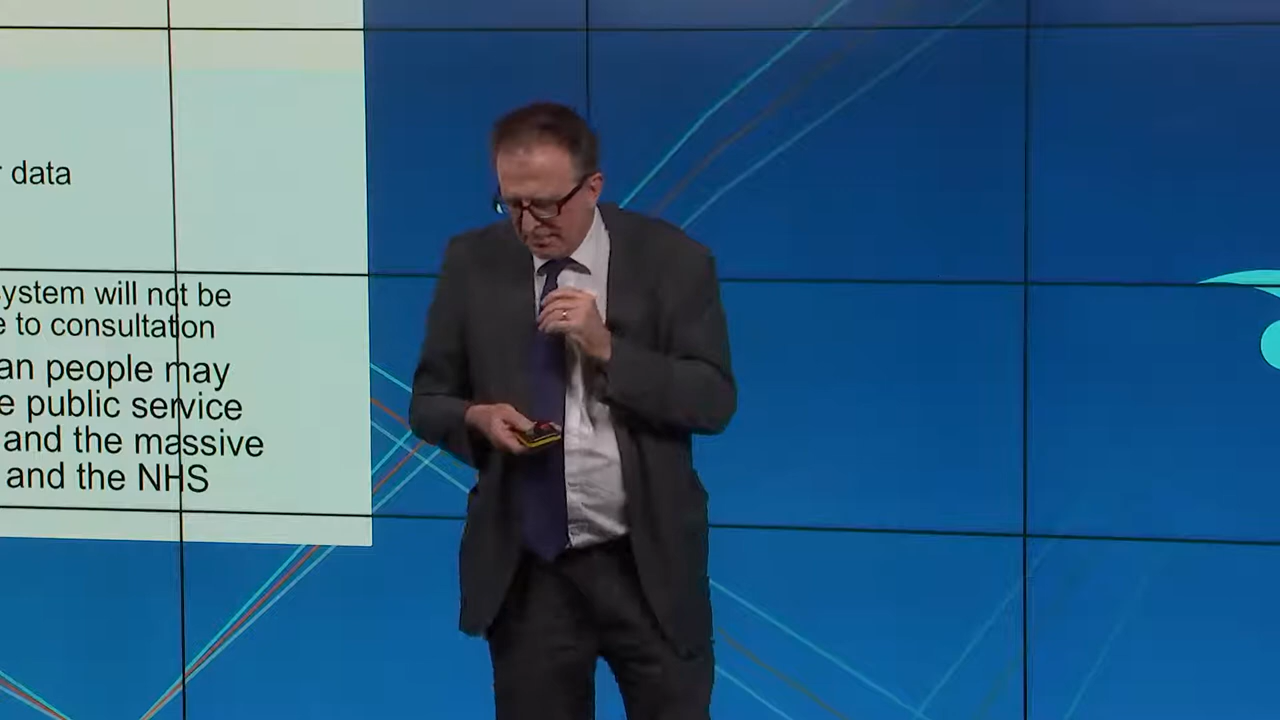 data
ystem will not be
e to consultation
an people may
e public service
and the massive
and the NHS